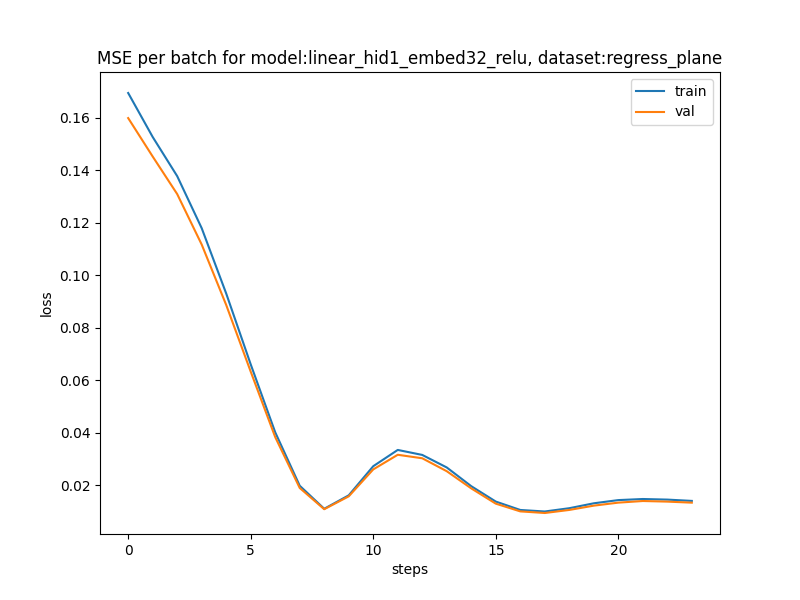 MSE per batch for model:linear_hid1_embed32_relu, dataset:regress_plane
train
val
0.16
0.14
0.12
0.10
0.08
0.06
0.04
0.02
loss
0 5 10 15 20
steps